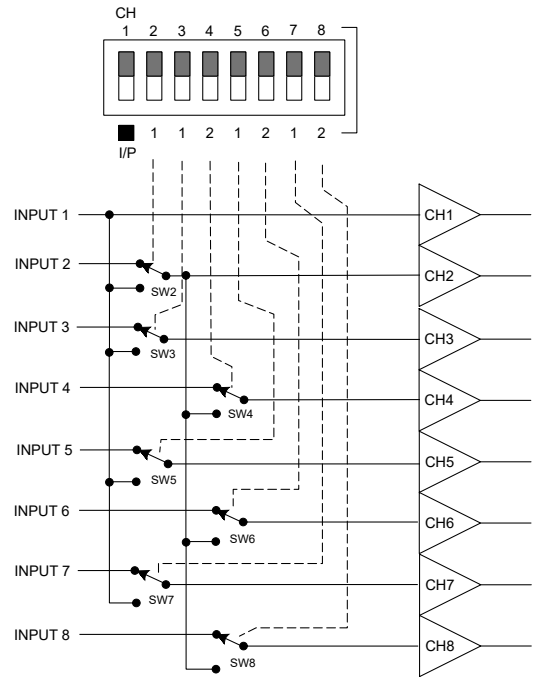 CH
1 2 3 4 5 6 7 8
1 1 2 1 2 1 2
I/P
INPUT 1
CH1
INPUT 2
SW2
CH2
INPUT 3
SW3
CH3
INPUT 4
SW4
CH4
INPUT 5
SW5
CH5
INPUT 6
SW6
CH6
INPUT 7
SW7
CH7
INPUT 8
SW8
CH8